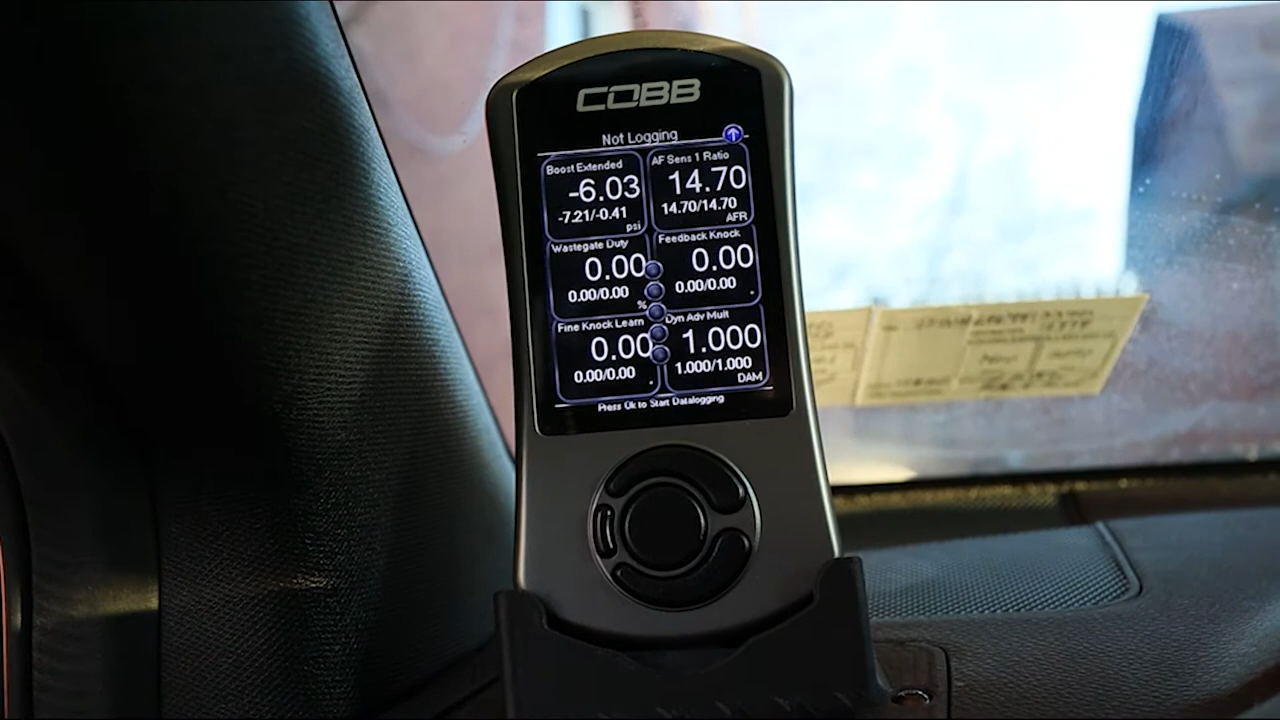 COBB
Not Logging
Boost Extended
-6.03
-7.21/-0.41
psi
AF Sens 1 Ratio
14.70
14.70/14.70
AFR
Wastegate Duty
0.00
0.00/0.00
%
Feedback Knock
0.00
0.00/0.00
°
Fine Knock Learn
0.00
0.00/0.00
°
Dyn Adv Mult
1.000
1.000/1.000
DAM
Press Ok to Start Datalogging